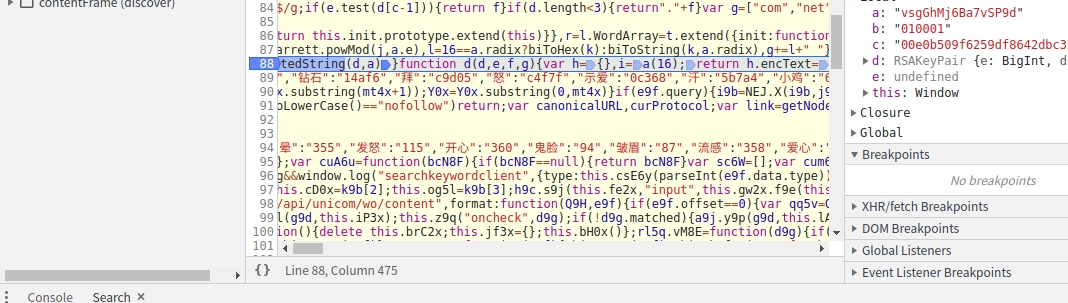 contentFrame (discover)
84 $/g;if(e.test(d[c-1])){return f}if(d.length<3){return"."+f}var g=["com","net"
85
86 turn this.init.prototype.extend(this)}},r=l.WordArray=t.extend({init:function
87 arrett.powMod(j,a.e),l=16==a.radix?biToHex(k):biToString(k,a.radix),g+=l+" "}
88 tedString(d,a)}function d(d,e,f,g){var h={},i=a(16);return h.encText=
89 ","钻石":"14af6","拜":"c9d05","怒":"c4f7f","示爱":"0c368","汗":"5b7a4","小鸡":"6
90 x.substring(mt4x+1));Y0x=Y0x.substring(0,mt4x)}if(e9f.query){i9b=NEJ.X(i9b,j9
91 oLowerCase()=="nofollow")return;var canonicalURL,curProtocol;var link=getNode
92
93
94 晕":"355","发怒":"115","开心":"360","鬼脸":"94","皱眉":"87","流感":"358","爱心":"
95 };var cuA6u=function(bcN8F){if(bcN8F==null){return bcN8F}var sc6W=[];var cum6
96 g&&window.log("searchkeywordclient",{type:this.csE6y(parseInt(e9f.data.type))
97 his.cD0x=k9b[2];this.og5l=k9b[3];h9c.s9j(this.fe2x,"input",this.gw2x.f9e(this
98 /api/unicom/wo/content",format:function(Q9H,e9f){if(e9f.offset==0){var qq5v=O
99 l(g9d,this.iP3x);this.z9q("oncheck",d9g);if(!d9g.matched){a9j.y9p(g9d,this.lA
100 ion(){delete this.brC2x;this.jf3x={};this.bH0x()};rl5q.vM8E=function(d9g){if(
101
{} Line 88, Column 475
a: "vsgGhMj6Ba7vSP9d"
b: "010001"
c: "00e0b509f6259df8642dbc3
d: RSAKeyPair {e: BigInt, d
e: undefined
this: Window
Closure
Global
Breakpoints
No breakpoints
XHR/fetch Breakpoints
DOM Breakpoints
Global Listeners
Event Listener Breakpoints
Console Search ×